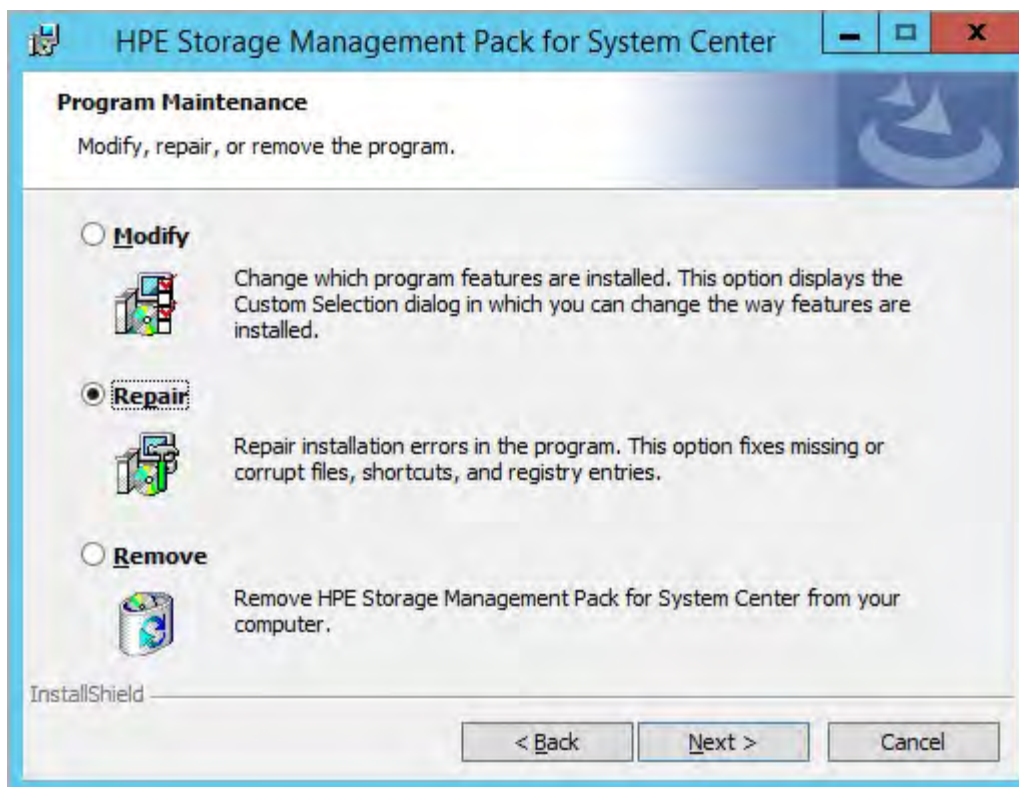 HPE Storage Management Pack for System Center
Program Maintenance
Modify, repair, or remove the program.
Modify
Change which program features are installed. This option displays the
Custom Selection dialog in which you can change the way features are
installed.
Repair
Repair installation errors in the program. This option fixes missing or
corrupt files, shortcuts, and registry entries.
Remove
Remove HPE Storage Management Pack for System Center from your
computer.
InstallShield
< Back
Next >
Cancel